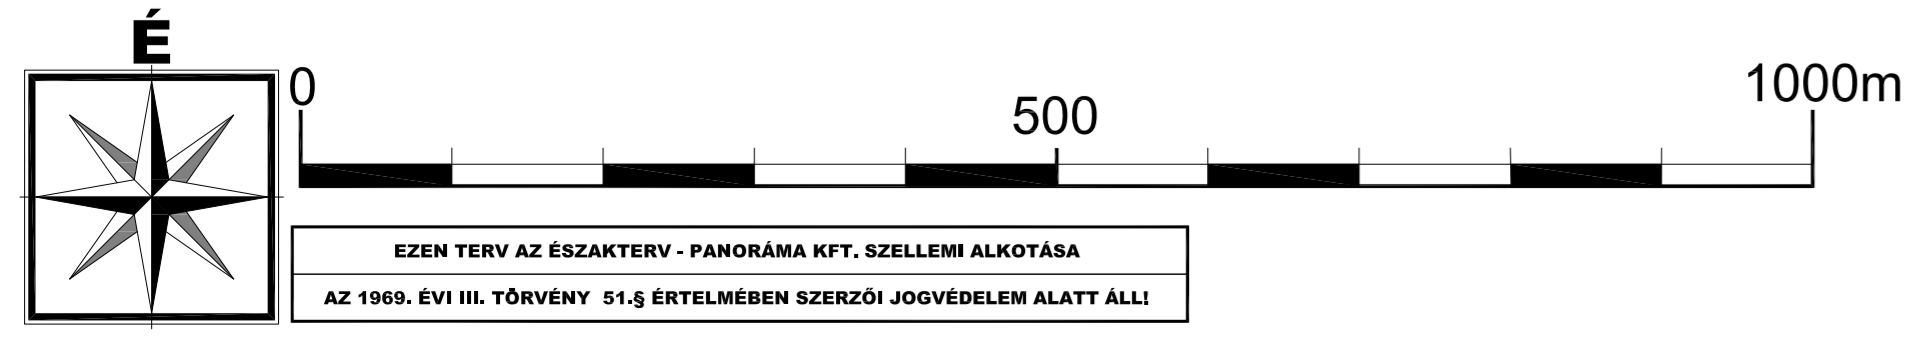 É
0
500
1000m
EZEN TERV AZ ÉSZAKTERV - PANORÁMA KFT. SZELLEMI ALKOTÁSA
AZ 1969. ÉVI III. TÖRVÉNY 51.§ ÉRTELMÉBEN SZERZŐI JOGVÉDELEM ALATT ÁLL!